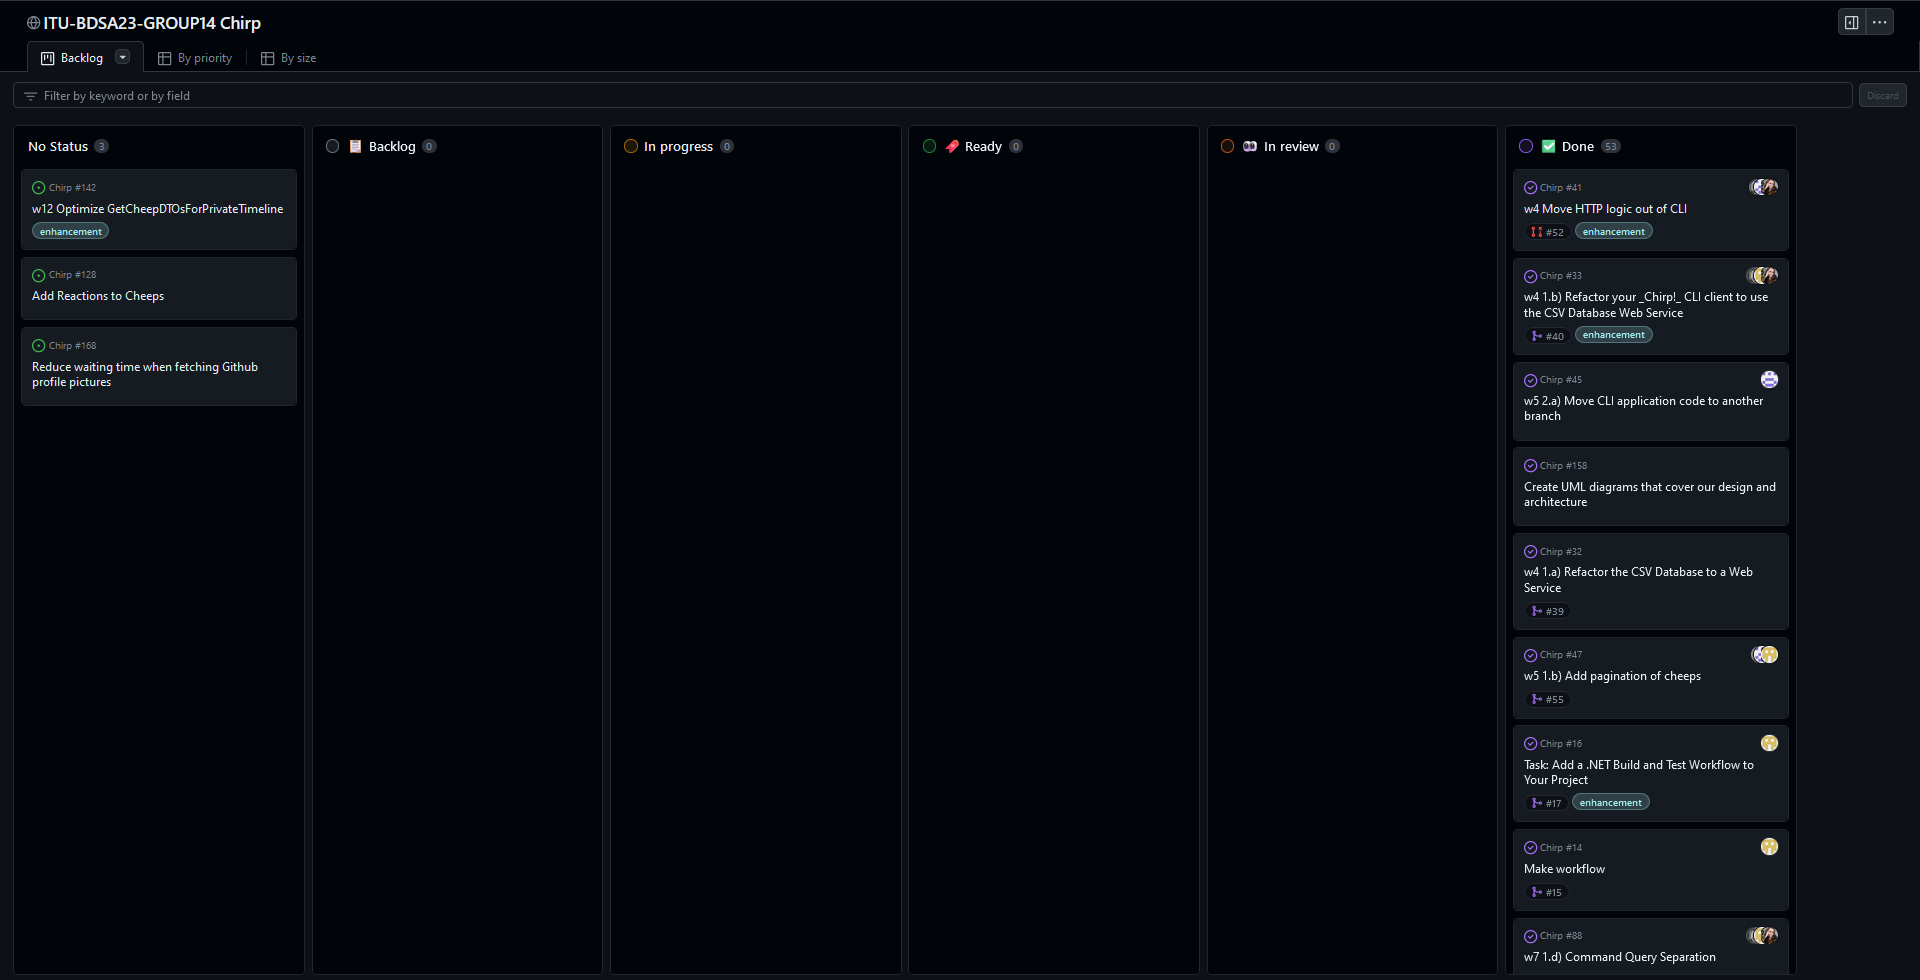 ITU-BDSA23-GROUP14 Chirp
Backlog
By priority
By size
Filter by keyword or by field
Discard
No Status 3
Chirp #142
w12 Optimize GetCheepDTOsForPrivateTimeline
enhancement
Chirp #128
Add Reactions to Cheeps
Chirp #168
Reduce waiting time when fetching Github
profile pictures
Backlog 0
In progress 0
Ready 0
In review 0
Done 53
Chirp #41
w4 Move HTTP logic out of CLI
#52 enhancement
Chirp #33
w4 1.b) Refactor your _Chirp!_ CLI client to use
the CSV Database Web Service
#40 enhancement
Chirp #45
w5 2.a) Move CLI application code to another
branch
Chirp #158
Create UML diagrams that cover our design and
architecture
Chirp #32
w4 1.a) Refactor the CSV Database to a Web
Service
#39
Chirp #47
w5 1.b) Add pagination of cheeps
#55
Chirp #16
Task: Add a .NET Build and Test Workflow to
Your Project
#17 enhancement
Chirp #14
Make workflow
#15
Chirp #88
w7 1.d) Command Query Separation